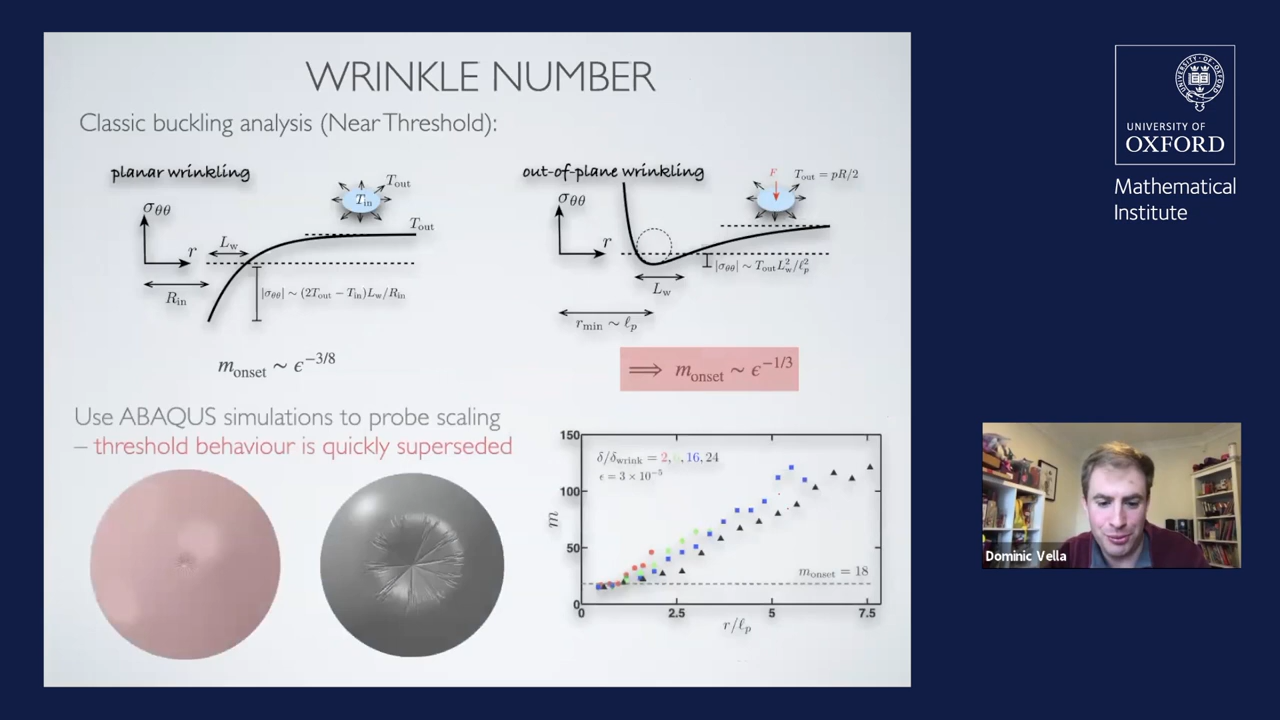 WRINKLE NUMBER
Classic buckling analysis (Near Threshold):
planar wrinkling
σθθ
r
L_w
R_in
T_in
T_out
T_out
|σθθ| ∼ (2T_out − T_in)L_w/R_in
m_onset ∼ ϵ^{−3/8}
out-of-plane wrinkling
σθθ
r
F
T_out = pR/2
|σθθ| ∼ T_out L_w^2/ℓ_p^2
L_w
r_min ∼ ℓ_p
⟹ m_onset ∼ ϵ^{−1/3}
Use ABAQUS simulations to probe scaling
– threshold behaviour is quickly superseded
150
100
50
0
m
δ/δ_wrink = 2, , 16, 24
ϵ = 3 × 10^{−5}
m_onset = 18
0
2.5
5
7.5
r/ℓ_p
UNIVERSITY OF
OXFORD
Mathematical
Institute
Dominic Vella